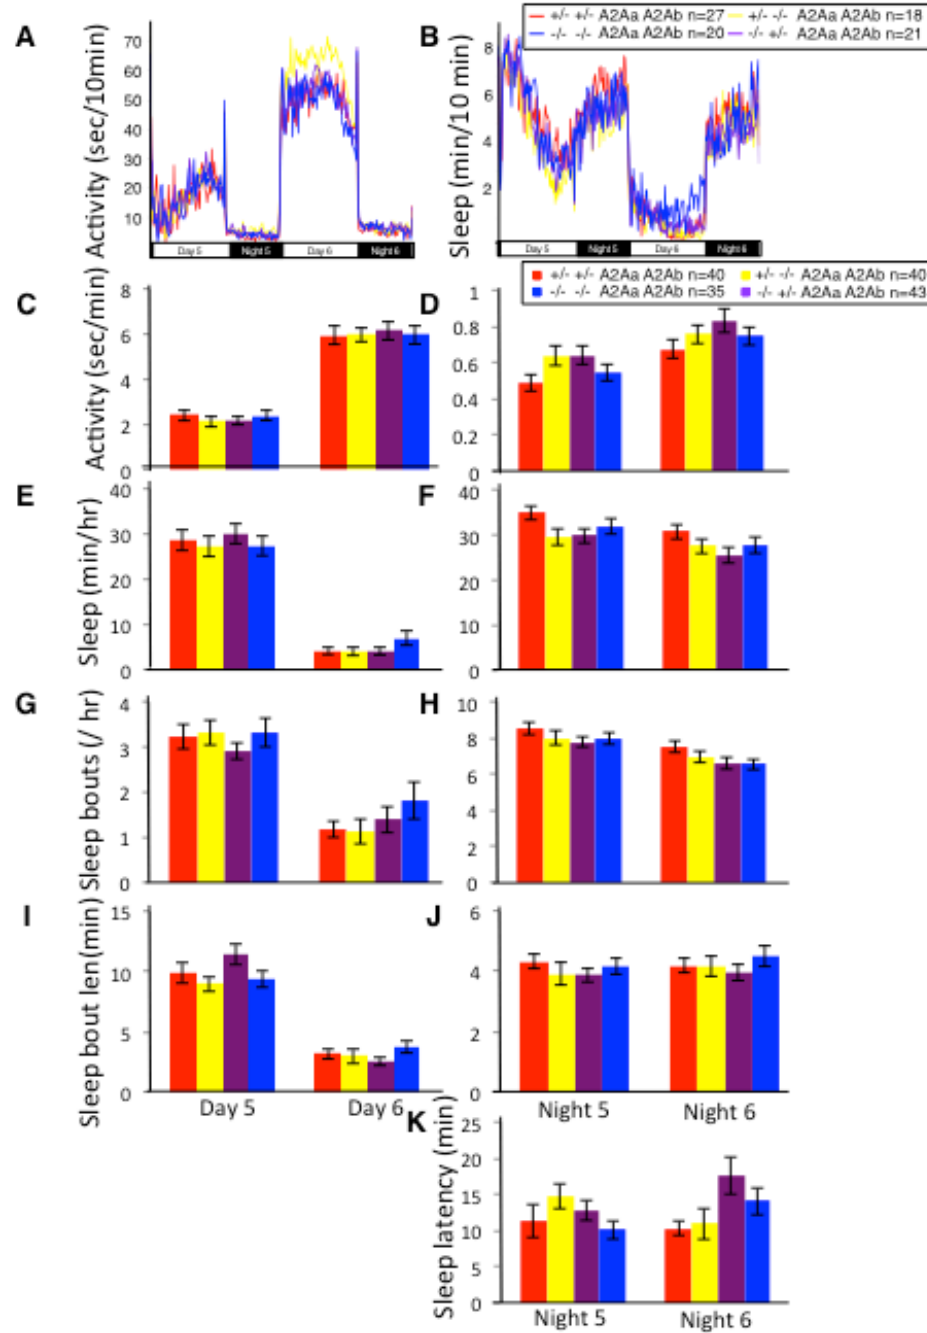 A
B
+/- +/+ A2Aa A2Ab n=27
+/- -/- A2Aa A2Ab n=18
-/- -/- A2Aa A2Ab n=20
-/- +/- A2Aa A2Ab n=21
Activity (sec/10min)
70
60
50
40
30
20
10
Day 5
Night 5
Day 6
Night 6
Sleep (min/10 min)
8
6
4
2
Day 5
Night 5
Day 6
Night 6
+/- +/+ A2Aa A2Ab n=40
+/- -/- A2Aa A2Ab n=40
-/- -/- A2Aa A2Ab n=35
-/- +/- A2Aa A2Ab n=43
C
Activity (sec/min)
8
6
4
2
0
D
1
0.8
0.6
0.4
0.2
0
E
Sleep (min/hr)
40
30
20
10
0
F
40
30
20
10
0
G
Sleep bouts (/ hr)
4
3
2
1
0
H
10
8
6
4
2
0
I
Sleep bout len(min)
15
10
5
0
Day 5
Day 6
J
6
4
2
0
Night 5
Night 6
K
Sleep latency (min)
25
20
15
10
5
0
Night 5
Night 6